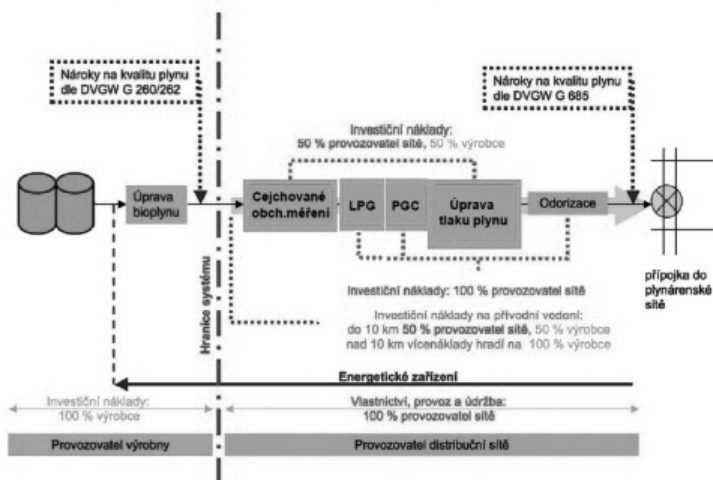 Nároky na kvalitu plynu
dle DVGW G 260/262
Nároky na kvalitu plynu
dle DVGW G 685
Investiční náklady:
50 % provozovatel sítě, 50 % výrobce
Úprava
bioplynu
Cejchované
obch.měření
LPG
PGC
Úprava
tlaku plynu
Odorizace
přípojka do
plynárenské
sítě
Hranice systému
Investiční náklady: 100 % provozovatel sítě
Investiční náklady na přívodní vedení:
do 10 km 50 % provozovatel sítě, 50 % výrobce
nad 10 km vícenáklady hradí na 100 % výrobce
Energetické zařízení
Investiční náklady:
100 % výrobce
Vlastnictví, provoz a údržba:
100 % provozovatel sítě
Provozovatel výrobny
Provozovatel distribuční sítě